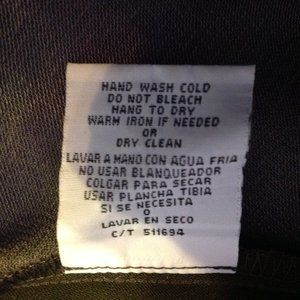 HAND WASH COLD
DO NOT BLEACH
HANG TO DRY
WARM IRON IF NEEDED
OR
DRY CLEAN
LAVAR A MANO CON AGUA FRIA
NO USAR BLANQUEADOR
COLGAR PARA SECAR
USAR PLANCHA TIBIA
SI SE NECESITA
O
LAVAR EN SECO
C/T 511694